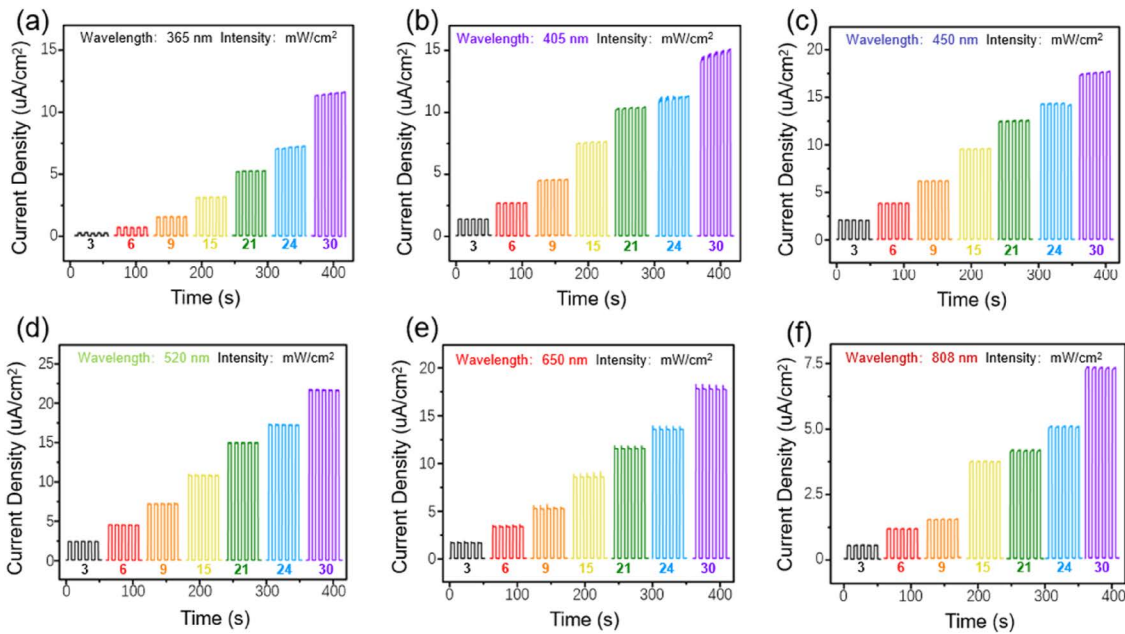 (a)
Wavelength: 365 nm Intensity: mW/cm²
15
10
5
0
Current Density (uA/cm²)
3 6 9 15 21 24 30
0 100 200 300 400
Time (s)
(b)
Wavelength: 405 nm Intensity: mW/cm²
15
10
5
0
Current Density (uA/cm²)
3 6 9 15 21 24 30
0 100 200 300 400
Time (s)
(c)
Wavelength: 450 nm Intensity: mW/cm²
20
15
10
5
0
Current Density (uA/cm²)
3 6 9 15 21 24 30
0 100 200 300 400
Time (s)
(d)
Wavelength: 520 nm Intensity: mW/cm²
25
20
15
10
5
0
Current Density (uA/cm²)
3 6 9 15 21 24 30
0 100 200 300 400
Time (s)
(e)
Wavelength: 650 nm Intensity: mW/cm²
20
15
10
5
0
Current Density (uA/cm²)
3 6 9 15 21 24 30
0 100 200 300 400
Time (s)
(f)
Wavelength: 808 nm Intensity: mW/cm²
7.5
5.0
2.5
0.0
Current Density (uA/cm²)
3 6 9 15 21 24 30
0 100 200 300 400
Time (s)